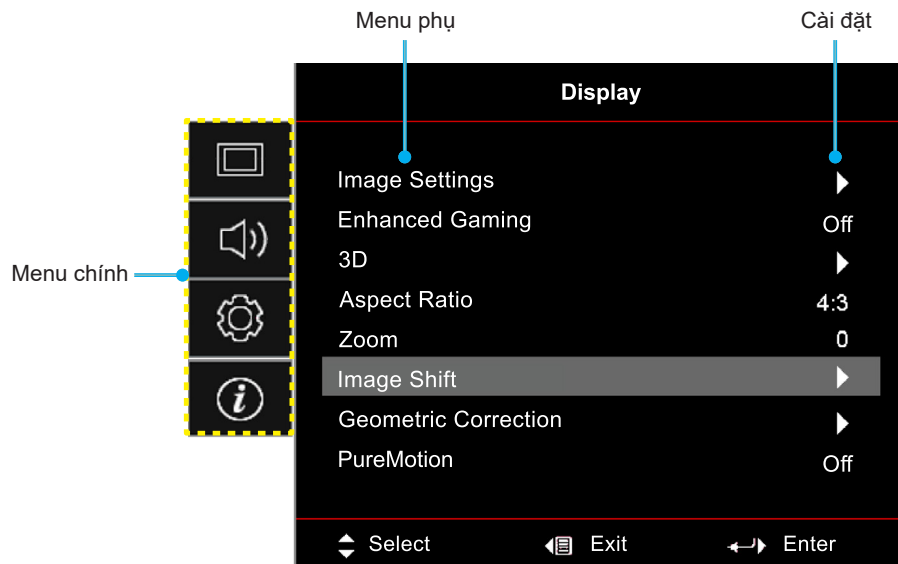 Menu phụ
Cài đặt
Display
Image Settings
Enhanced Gaming Off
3D
Menu chính
Aspect Ratio 4:3
Zoom 0
Image Shift
Geometric Correction
PureMotion Off
Select Exit Enter